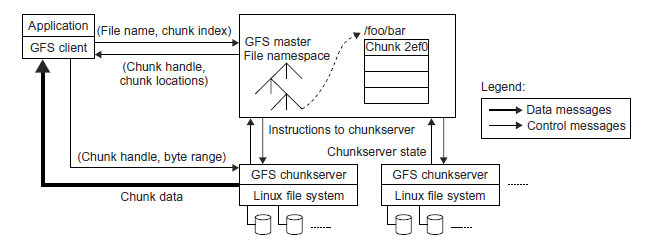 Application
GFS client
(File name, chunk index)
(Chunk handle,
chunk locations)
GFS master
File namespace
/foo/bar
Chunk 2ef0
Legend:
Data messages
Control messages
Instructions to chunkserver
Chunkserver state
(Chunk handle, byte range)
Chunk data
GFS chunkserver
Linux file system
GFS chunkserver
Linux file system